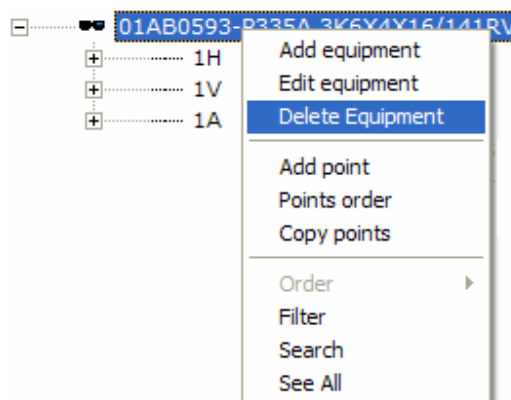 01AB0593-P335A 3K6X4X16/141RV
1H
1V
1A
Add equipment
Edit equipment
Delete Equipment
Add point
Points order
Copy points
Order
Filter
Search
See All